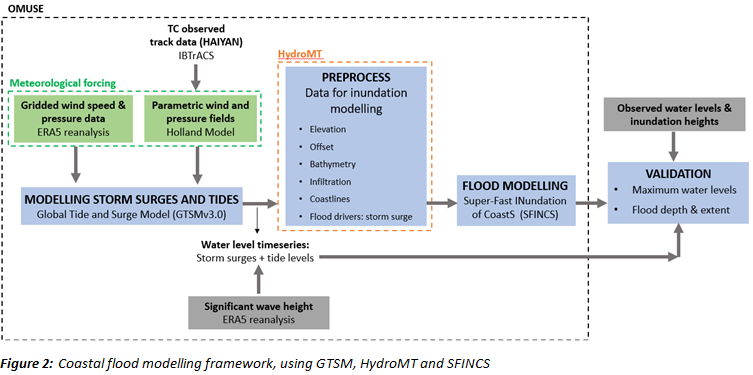 OMUSE
TC observed
track data (HAIYAN)
IBTrACS
HydroMT
Meteorological forcing
Gridded wind speed &
pressure data
ERA5 reanalysis
Parametric wind and
pressure fields
Holland Model
PREPROCESS
Data for inundation
modelling
• Elevation
• Offset
• Bathymetry
• Infiltration
• Coastlines
• Flood drivers: storm surge
Observed water levels &
inundation heights
MODELLING STORM SURGES AND TIDES
Global Tide and Surge Model (GTSMv3.0)
FLOOD MODELLING
Super-Fast INundation
of CoastS (SFINCS)
VALIDATION
• Maximum water levels
• Flood depth & extent
Water level timeseries:
Storm surges + tide levels
Significant wave height
ERA5 reanalysis
Figure 2: Coastal flood modelling framework, using GTSM, HydroMT and SFINCS